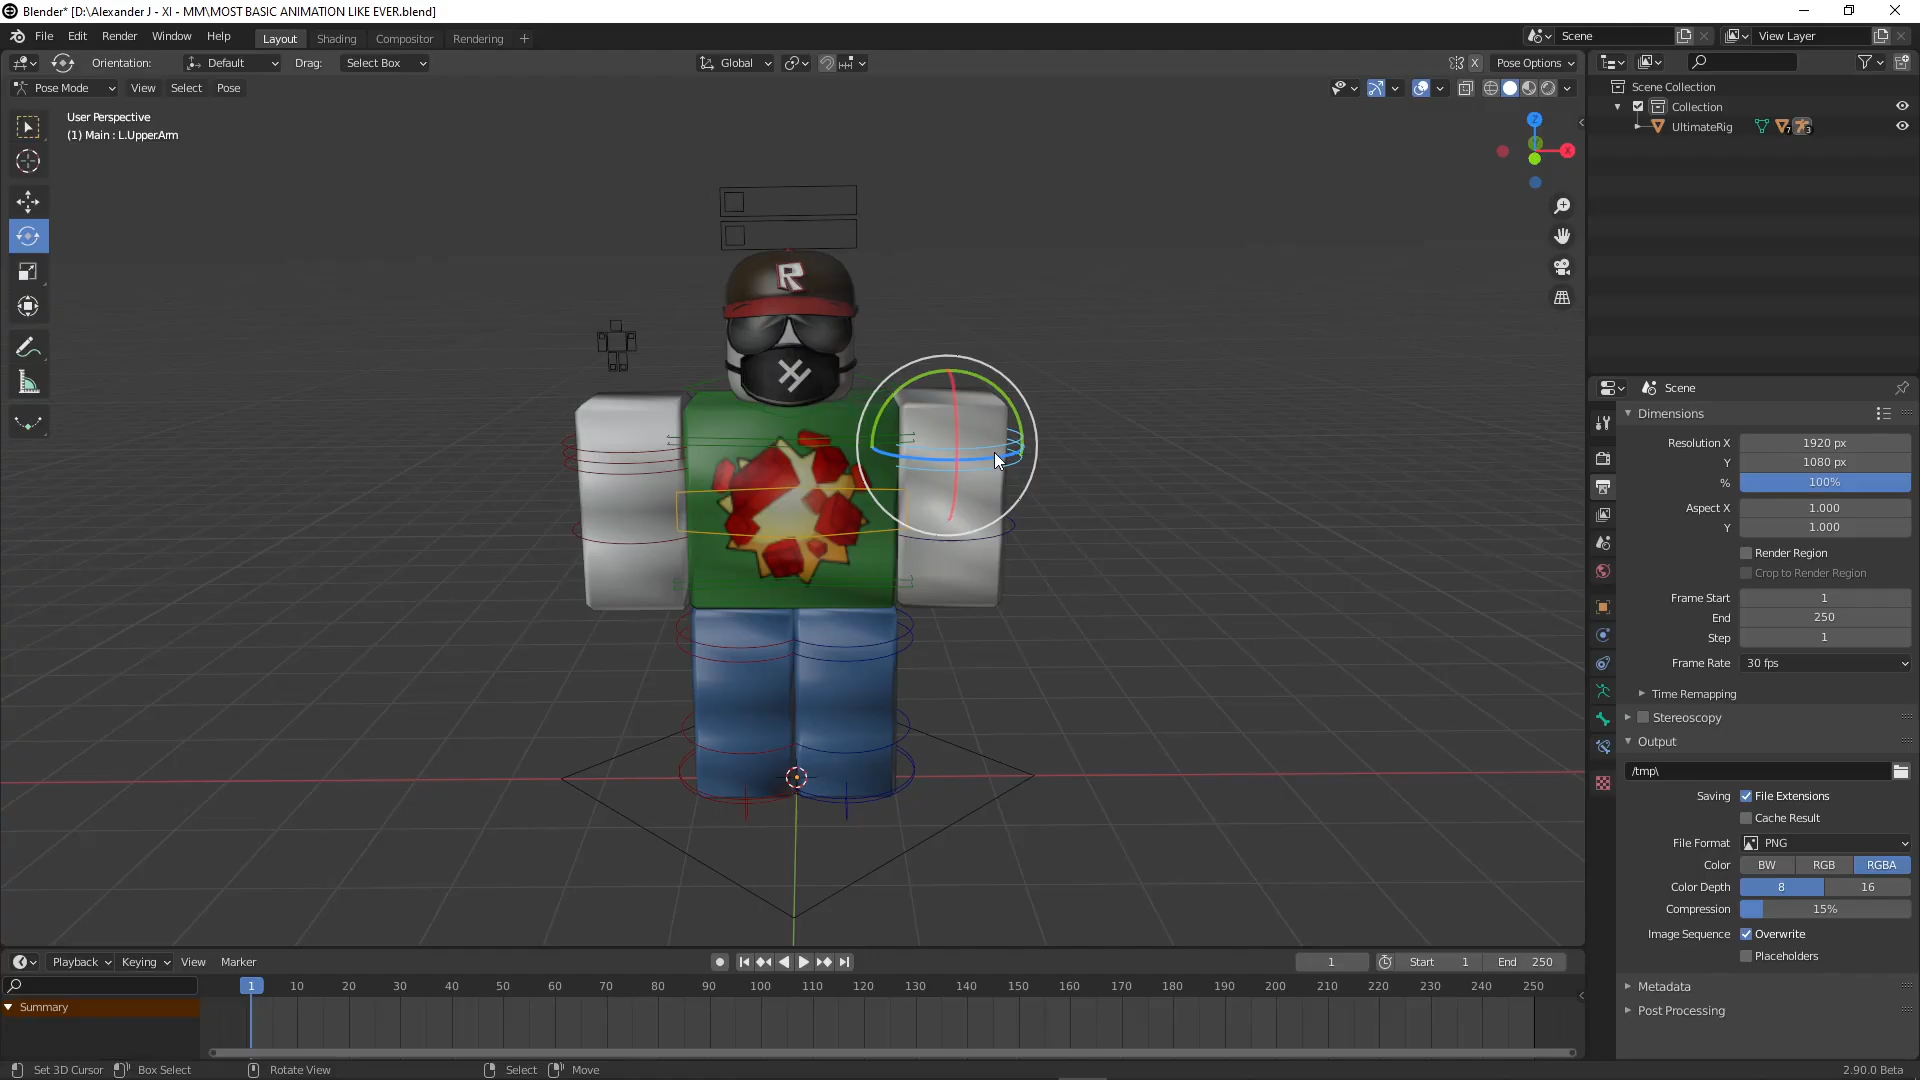 Blender* [D:\Alexander J - XI - MM\MOST BASIC ANIMATION LIKE EVER.blend]
File Edit Render Window Help Layout Shading Compositor Rendering + Scene View Layer
Orientation: Default Drag: Select Box Global X Pose Options
Pose Mode View Select Pose
User Perspective
(1) Main : L.Upper.Arm
Z
X
R
Scene Collection
Collection
UltimateRig 7 3
Scene
Dimensions
Resolution X 1920 px
Y 1080 px
% 100%
Aspect X 1.000
Y 1.000
Render Region
Crop to Render Region
Frame Start 1
End 250
Step 1
Frame Rate 30 fps
Time Remapping
Stereoscopy
Output
/tmp\
Saving File Extensions
Cache Result
File Format PNG
Color BW RGB RGBA
Color Depth 8 16
Compression 15%
Image Sequence Overwrite
Placeholders
Metadata
Post Processing
Playback Keying View Marker 1 Start 1 End 250
1 10 20 30 40 50 60 70 80 90 100 110 120 130 140 150 160 170 180 190 200 210 220 230 240 250
Summary
Set 3D Cursor Box Select Rotate View Select Move 2.90.0 Beta